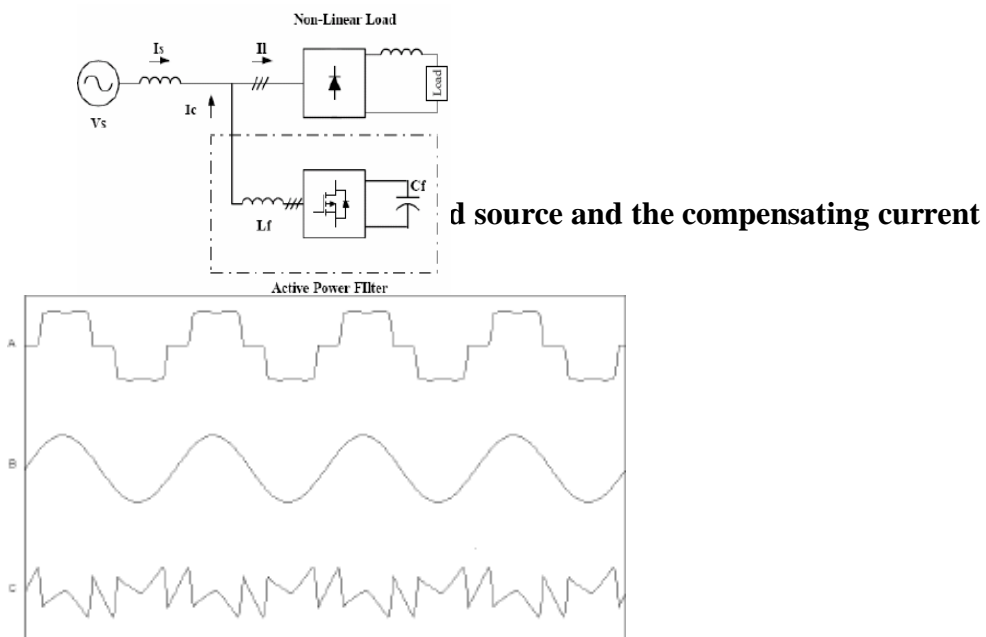 Non-Linear Load
Is
Il
Load
Vs
Ic
Cf
Lf
d source and the compensating current
Active Power FIlter
A
B
C